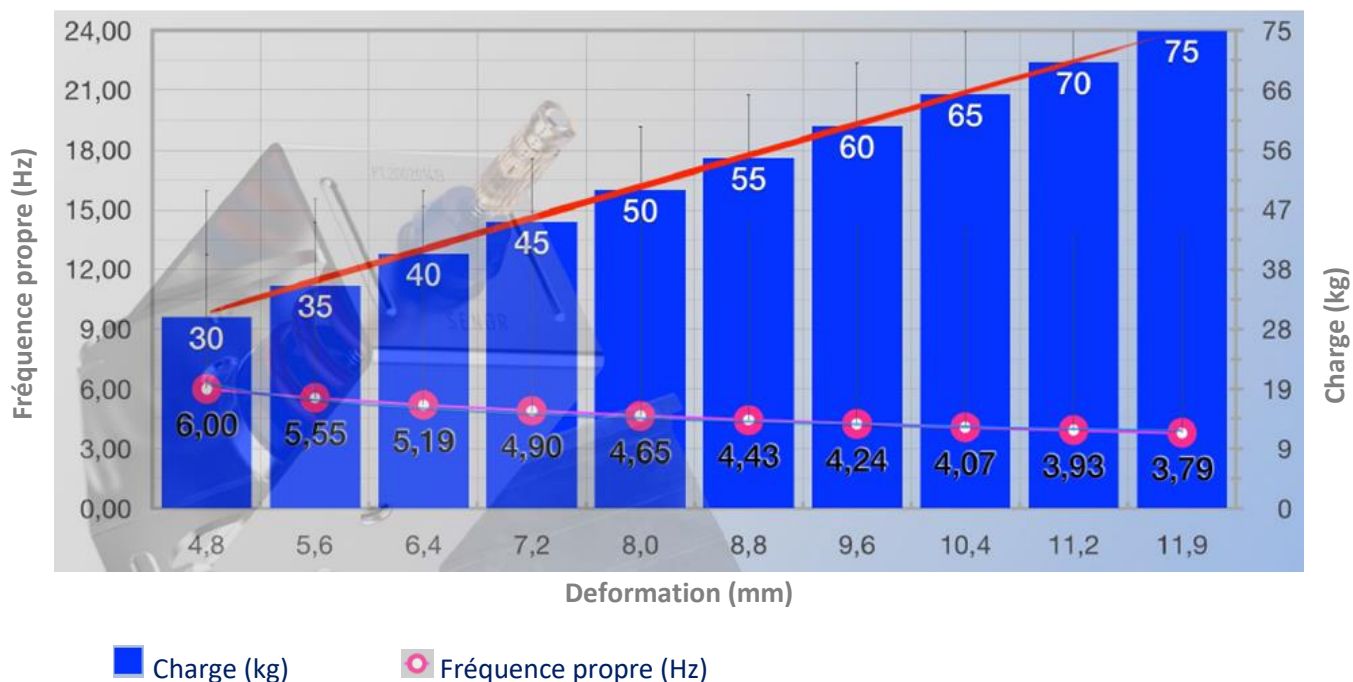 24,00 75
21,00 66
18,00 56
15,00 47
12,00 38
9,00 28
6,00 19
3,00 9
0,00 0
Fréquence propre (Hz)
Charge (kg)
30 35 40 45 50 55 60 65 70 75
6,00 5,55 5,19 4,90 4,65 4,43 4,24 4,07 3,93 3,79
4,8 5,6 6,4 7,2 8,0 8,8 9,6 10,4 11,2 11,9
Deformation (mm)
Charge (kg) Fréquence propre (Hz)